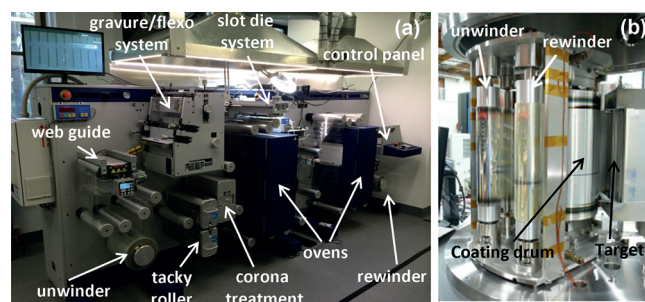 gravure/flexo
system
slot die
system
(a)
control panel
web guide
unwinder
tacky
roller
corona
treatment
ovens
rewinder
(b)
unwinder
rewinder
Coating drum
Target